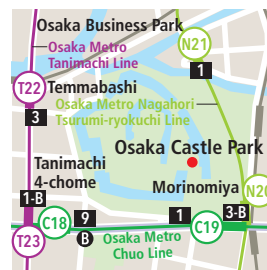 Osaka Business Park
Osaka Metro
Tanimachi Line
N21
1
T22
Temmabashi
Osaka Metro Nagahori
Tsurumi-ryokuchi Line
3
Osaka Castle Park
Tanimachi
4-chome
Morinomiya
N20
1-B
C18
9
1
C19
3-B
T23
B
Osaka Metro
Chuo Line